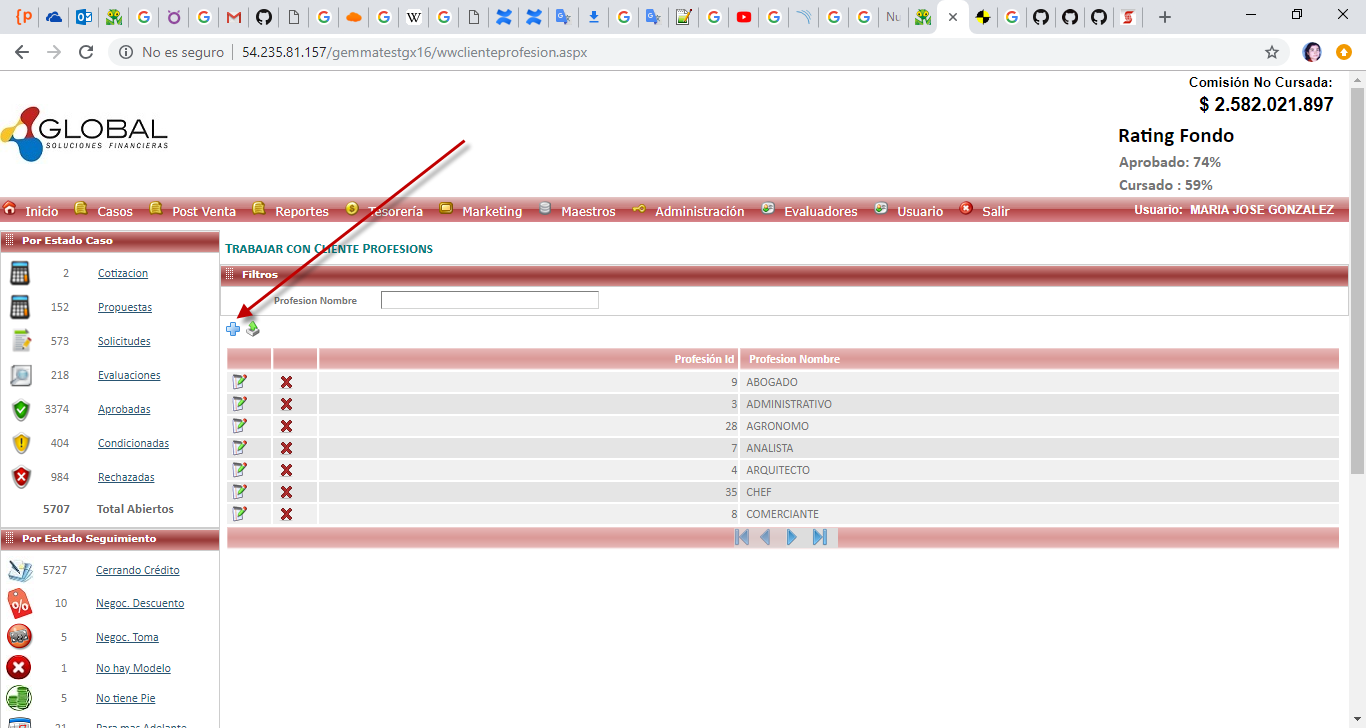 No es seguro
54.235.81.157/gemmatestgx16/wwclienteprofesion.aspx
Comisión No Cursada:
$ 2.582.021.897
GLOBAL
SOLUCIONES FINANCIERAS
Rating Fondo
Aprobado: 74%
Cursado : 59%
Inicio Casos Post Venta Reportes Tesorería Marketing Maestros Administración Evaluadores Usuario Salir Usuario: MARIA JOSE GONZALEZ
Por Estado Caso
2 Cotizacion
152 Propuestas
573 Solicitudes
218 Evaluaciones
3374 Aprobadas
404 Condicionadas
984 Rechazadas
5707 Total Abiertos
Por Estado Seguimiento
5727 Cerrando Crédito
10 Negoc. Descuento
5 Negoc. Toma
1 No hay Modelo
5 No tiene Pie
21 Para mas Adelante
TRABAJAR CON CLIENTE PROFESIONS
Filtros
Profesion Nombre
Profesión Id Profesion Nombre
9 ABOGADO
3 ADMINISTRATIVO
28 AGRONOMO
7 ANALISTA
4 ARQUITECTO
35 CHEF
8 COMERCIANTE